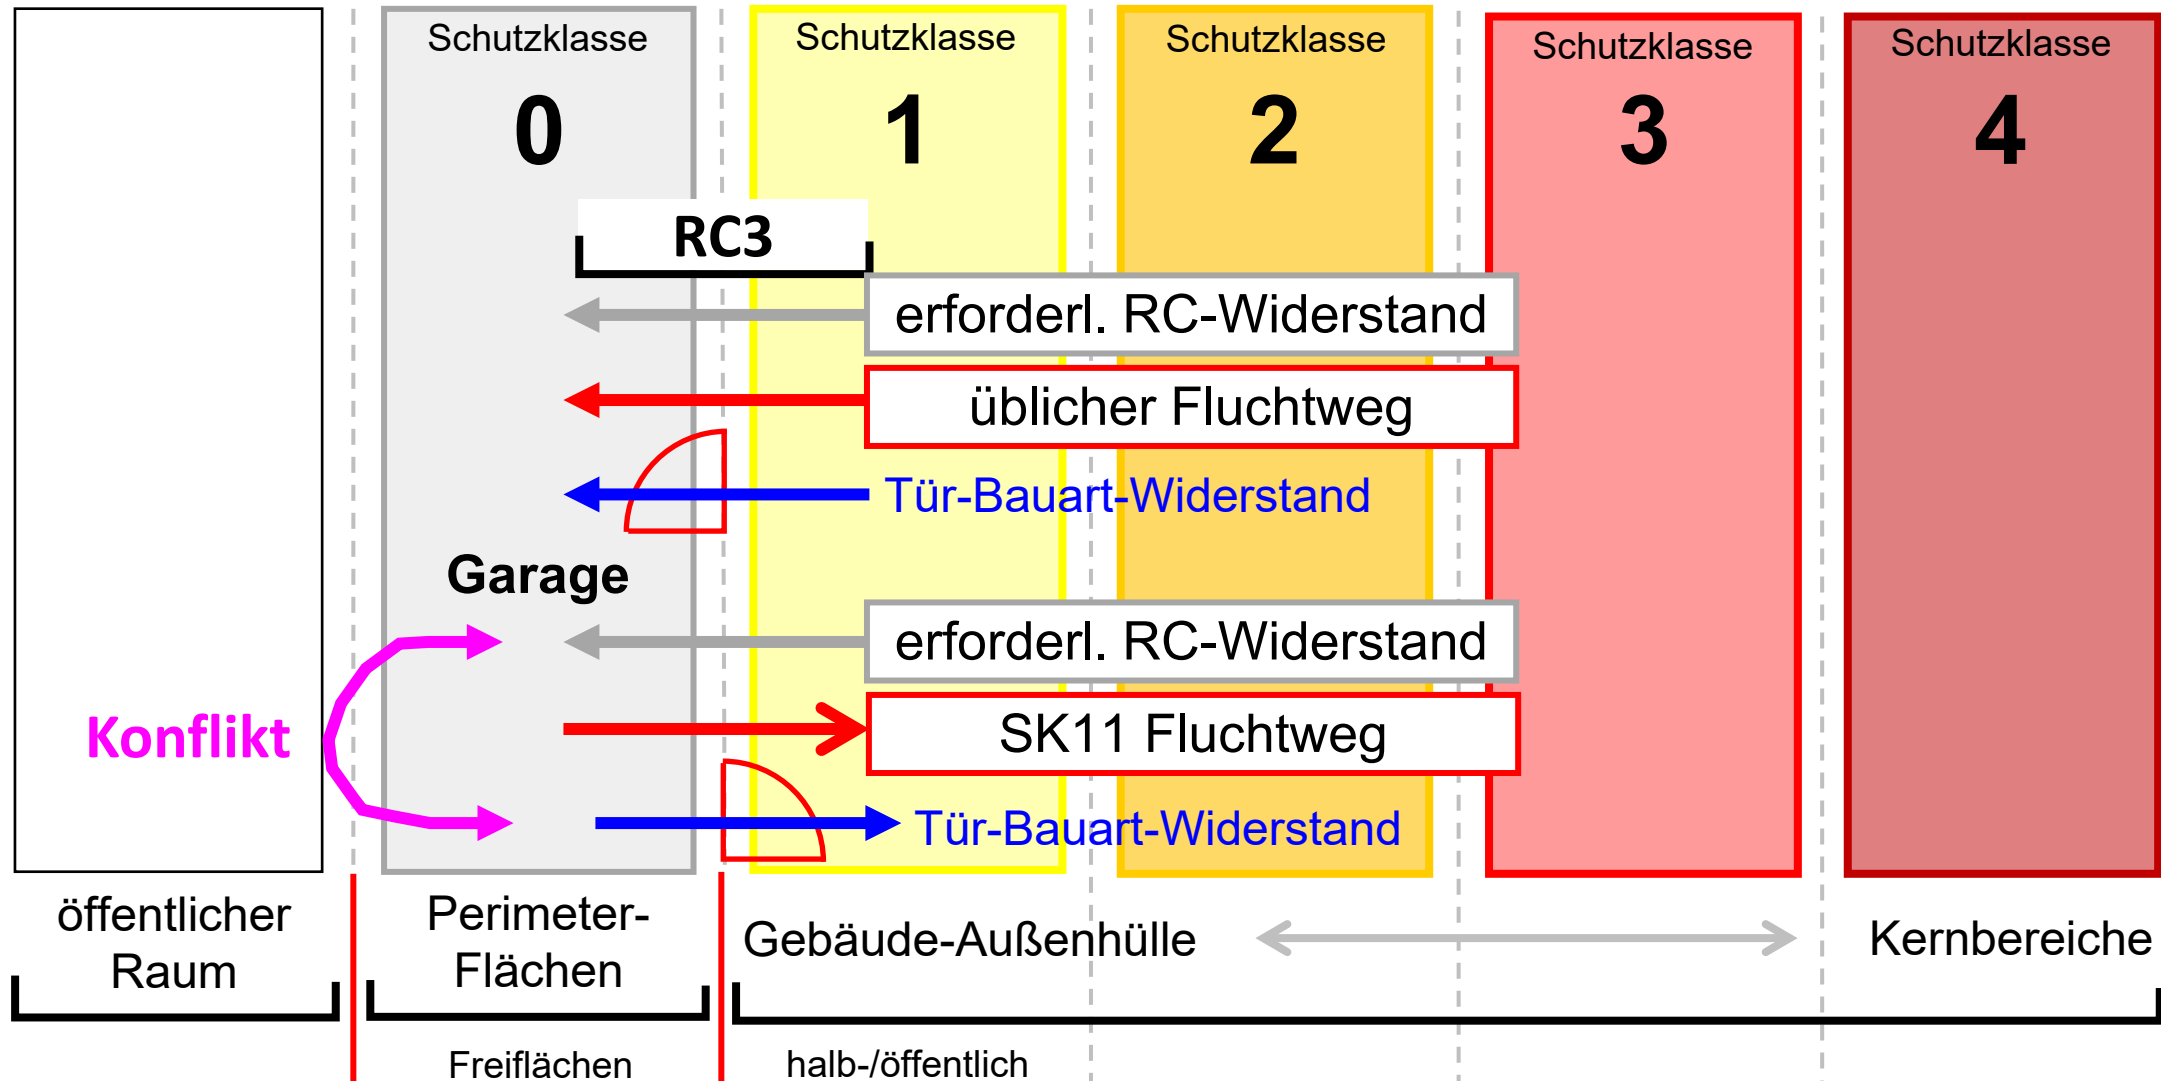 Schutzklasse
0
Schutzklasse
1
Schutzklasse
2
Schutzklasse
3
Schutzklasse
4
RC3
erforderl. RC-Widerstand
üblicher Fluchtweg
Tür-Bauart-Widerstand
Garage
erforderl. RC-Widerstand
Konflikt
SK11 Fluchtweg
Tür-Bauart-Widerstand
öffentlicher
Raum
Perimeter-
Flächen
Gebäude-Außenhülle
Kernbereiche
Freiflächen
halb-/öffentlich